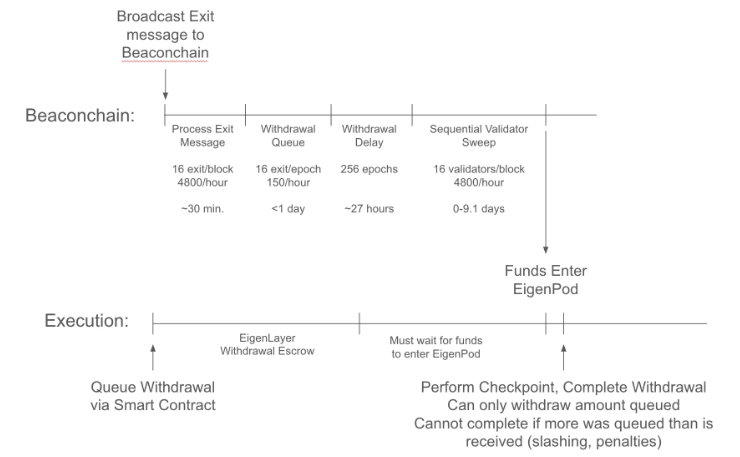 Broadcast Exit
message to
Beaconchain
Beaconchain:
Process Exit
Message
16 exit/block
4800/hour
~30 min.
Withdrawal
Queue
16 exit/epoch
150/hour
<1 day
Withdrawal
Delay
256 epochs
~27 hours
Sequential Validator
Sweep
16 validators/block
4800/hour
0-9.1 days
Funds Enter
EigenPod
Execution:
EigenLayer
Withdrawal Escrow
Must wait for funds
to enter EigenPod
Queue Withdrawal
via Smart Contract
Perform Checkpoint, Complete Withdrawal
Can only withdraw amount queued
Cannot complete if more was queued than is
received (slashing, penalties)